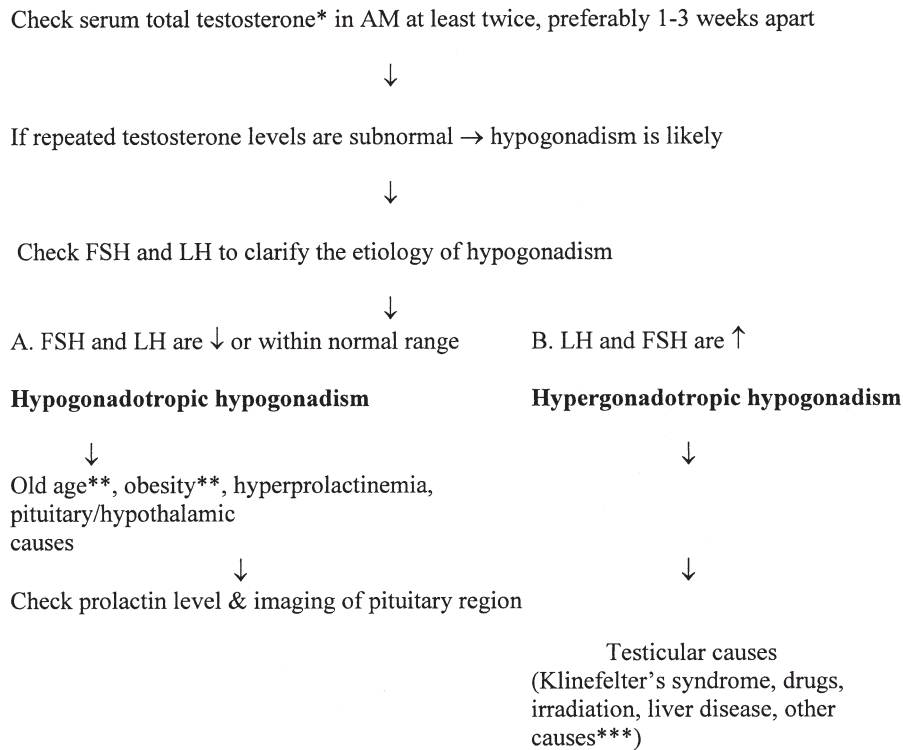 Check serum total testosterone* in AM at least twice, preferably 1-3 weeks apart
↓
If repeated testosterone levels are subnormal → hypogonadism is likely
↓
Check FSH and LH to clarify the etiology of hypogonadism
↓
A. FSH and LH are ↓ or within normal range
B. LH and FSH are ↑
Hypogonadotropic hypogonadism
Hypergonadotropic hypogonadism
↓
↓
Old age**, obesity**, hyperprolactinemia,
pituitary/hypothalamic
causes
↓
↓
Check prolactin level & imaging of pituitary region
Testicular causes
(Klinefelter's syndrome, drugs,
irradiation, liver disease, other
causes***)